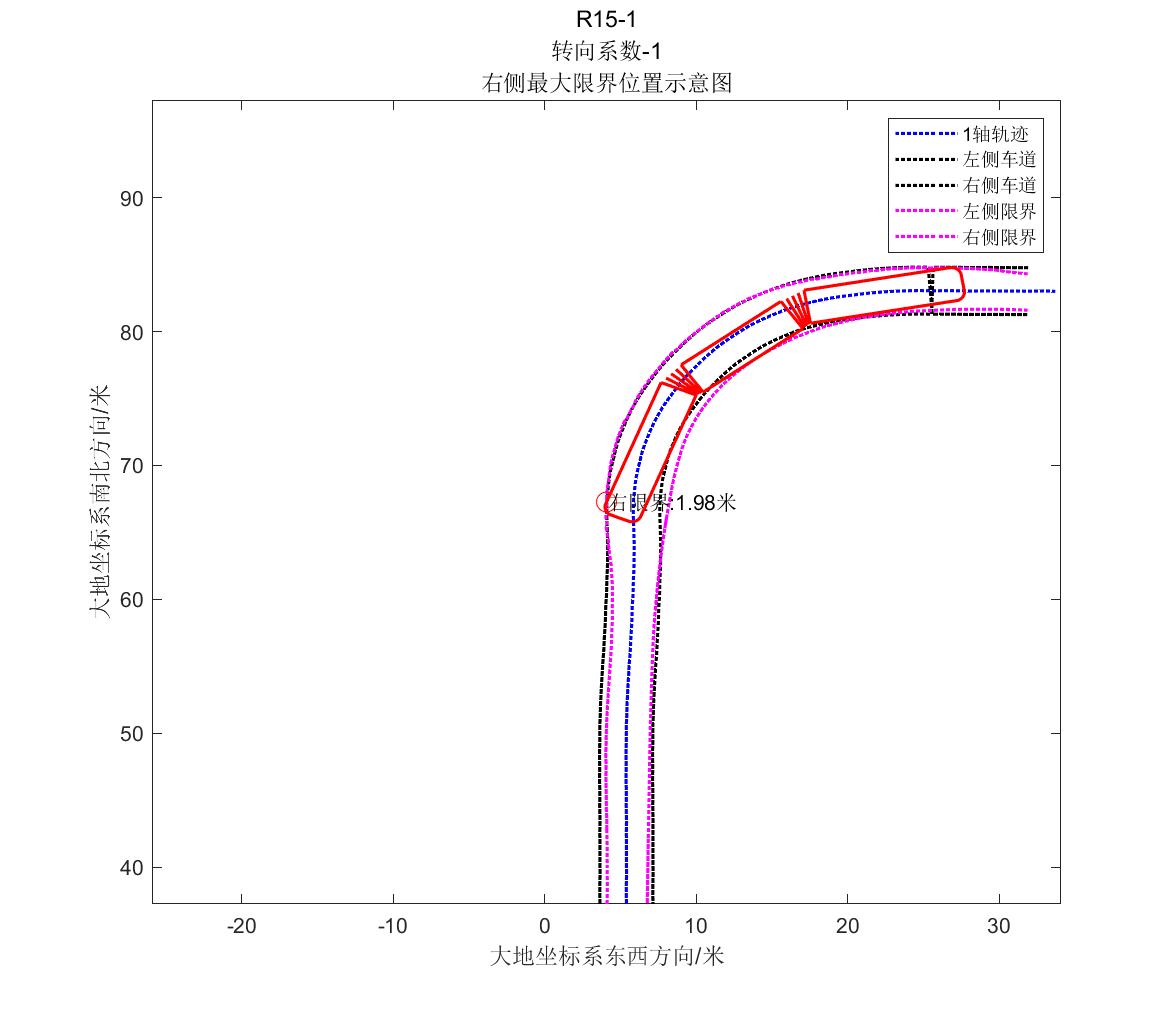 R15-1
转向系数-1
右侧最大限界位置示意图
1轴轨迹
左侧车道
右侧车道
左侧限界
右侧限界
90
80
70
60
50
40
大地坐标系南北方向/米
右限界:1.98米
-20
-10
0
10
20
30
大地坐标系东西方向/米